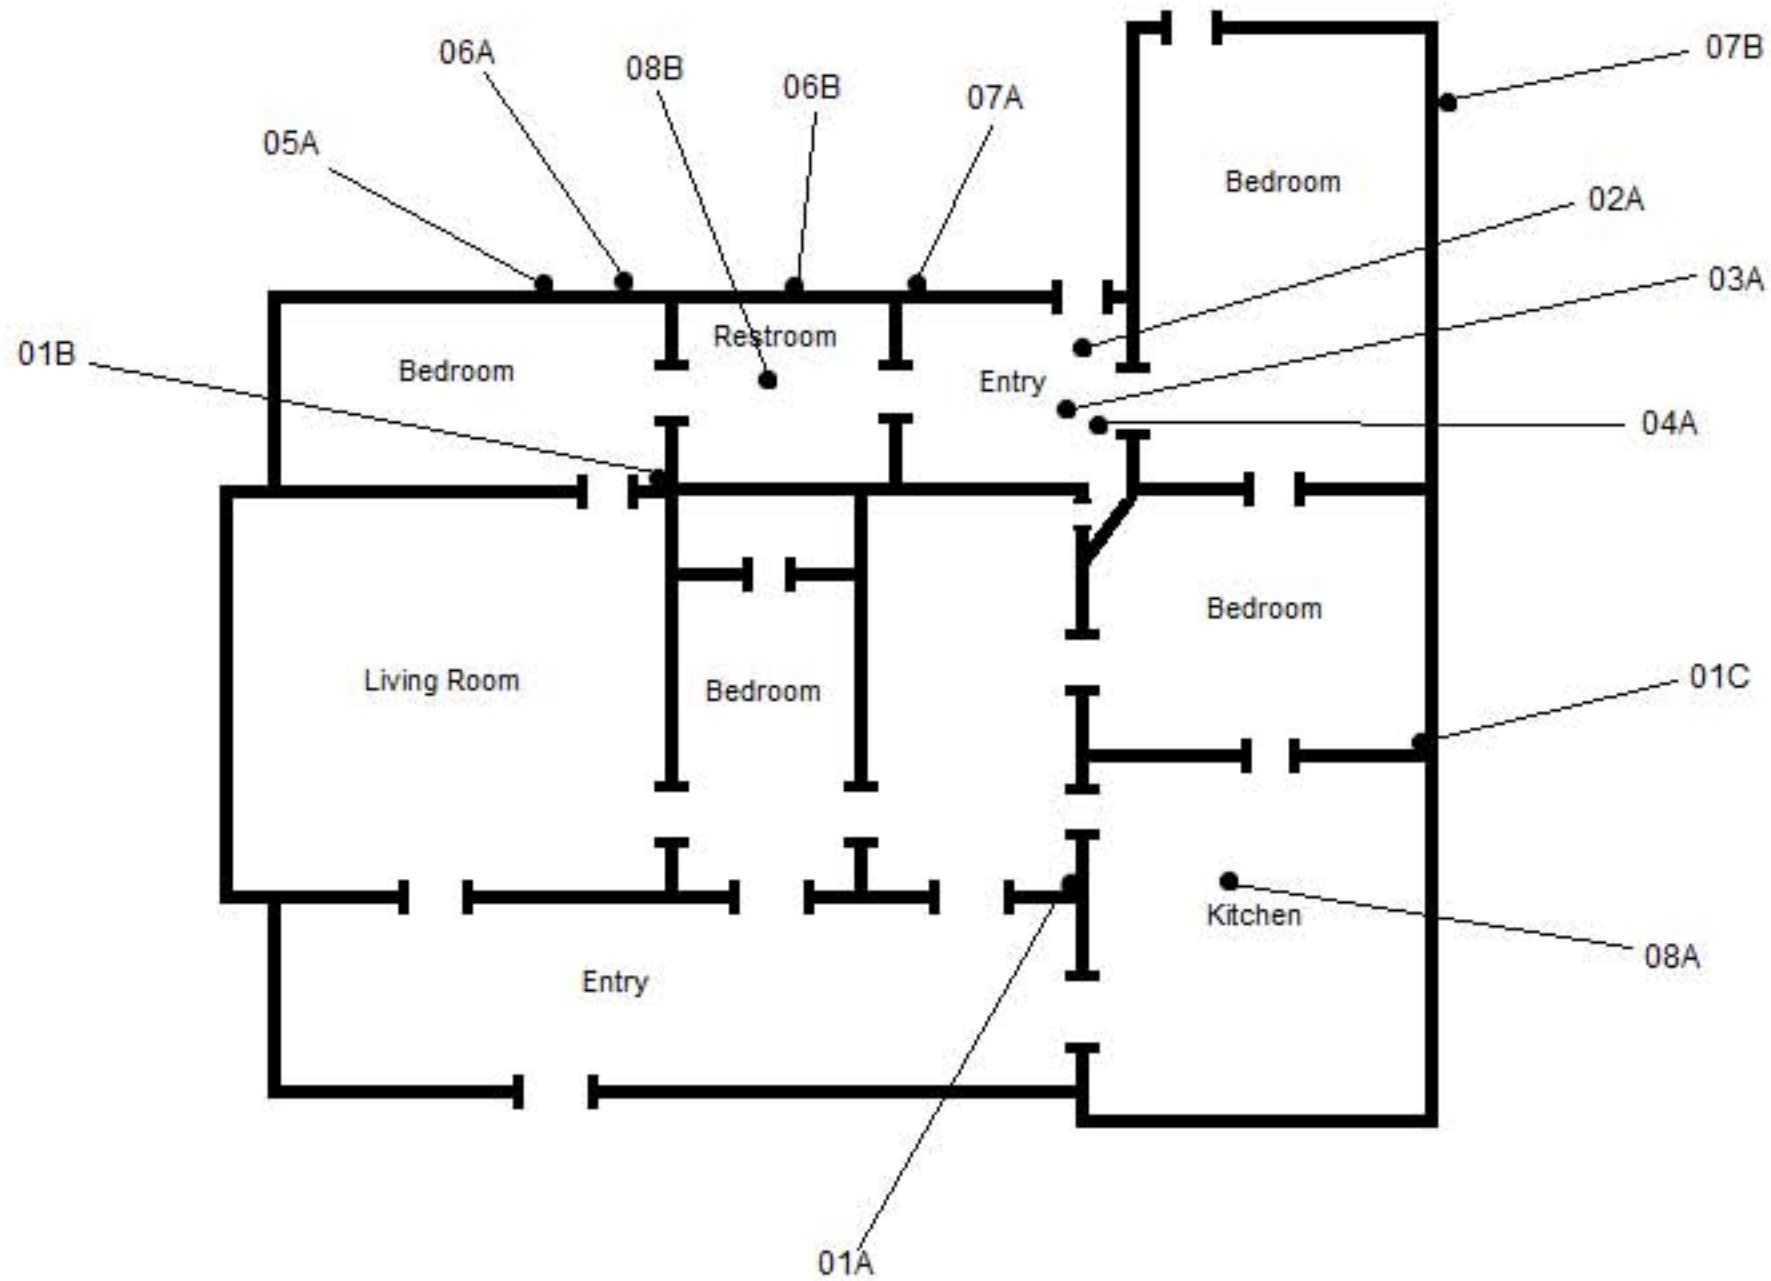 07B
06A
08B
06B
07A
05A
Bedroom
02A
03A
Restroom
01B
Bedroom
Entry
04A
Bedroom
Living Room
Bedroom
01C
Kitchen
08A
Entry
01A